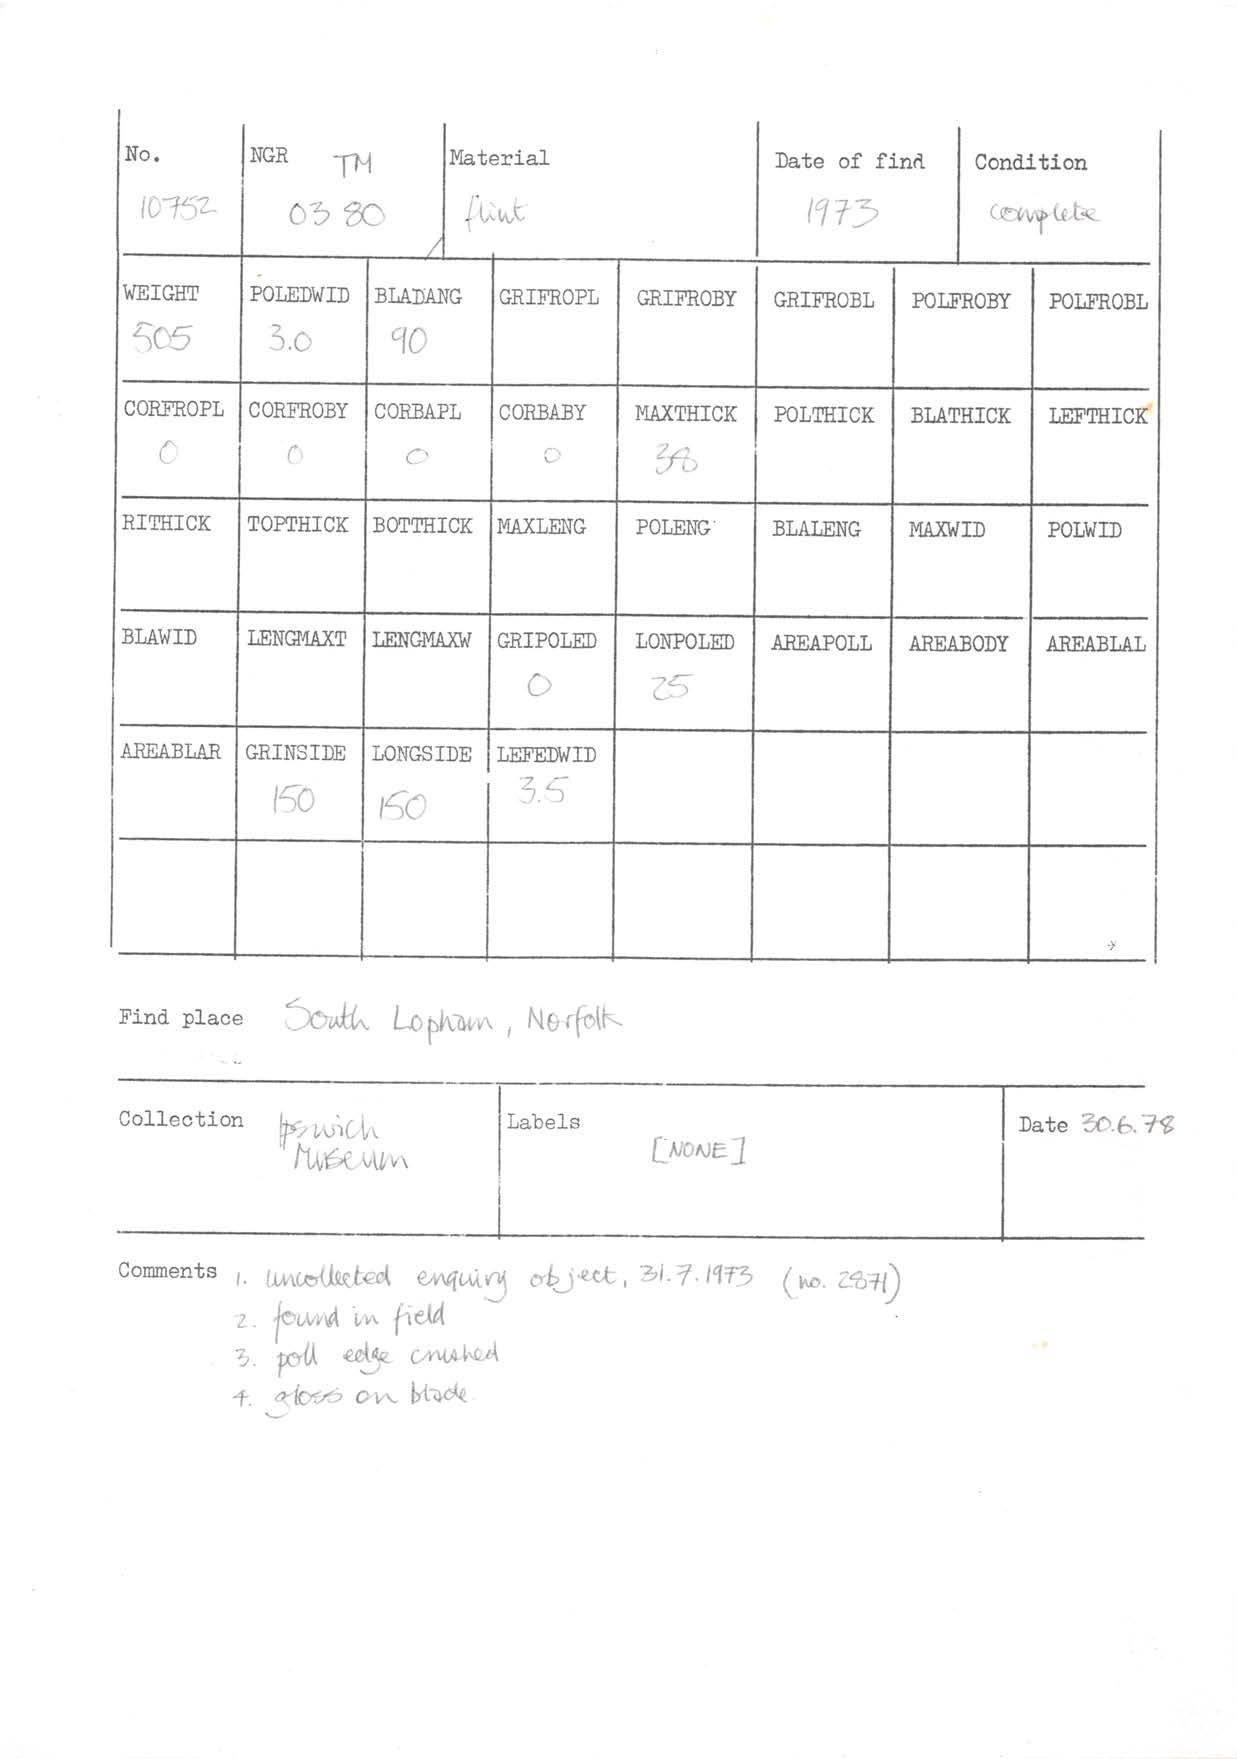 No. NGR TM Material Date of find Condition
10752 03 80 flint 1973 complete
WEIGHT POLEDWID BLADANG GRIFROPL GRIFROBY GRIFROBL POLFROBY POLFROBL
505 3.0 90
CORFROPL CORFROBY CORBAPL CORBABY MAXTHICK POLTHICK BLATHICK LEFTHICK
0 0 0 0 38
RITHICK TOPTHICK BOTTHICK MAXLENG POLENG BLALENG MAXWID POLWID
BLAWID LENGMAXT LENGMAXW GRIPOLED LONPOLED AREAPOLL AREABODY AREABLAL
0 25
AREABLAR GRINSIDE LONGSIDE LEFEDWID
150 150 3.5
Find place South Lopham, Norfolk
Collection Ipswich Labels Date 30.6.78
Museum [NONE]
Comments 1. uncollected enquiry object, 31.7.1973 (no. 2871)
2. found in field
3. poll edge crushed
4. gloss on blade.